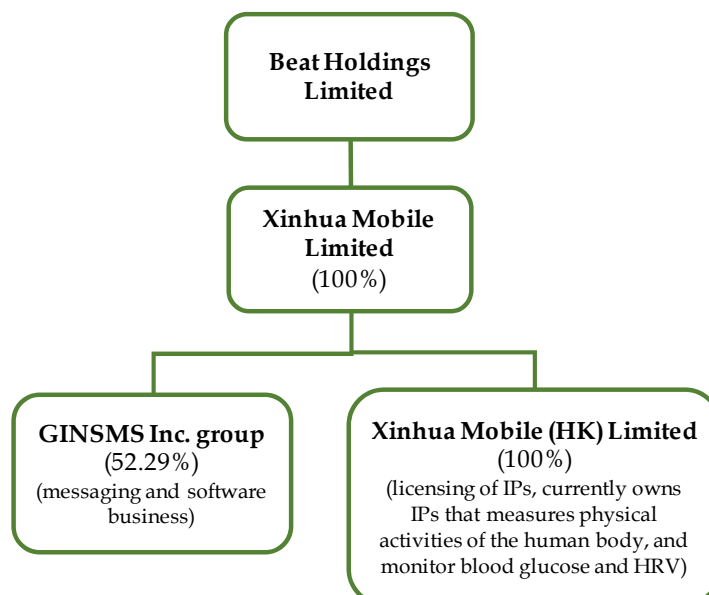 Beat Holdings
Limited
Xinhua Mobile
Limited
(100%)
GINSMS Inc. group
(52.29%)
(messaging and software
business)
Xinhua Mobile (HK) Limited
(100%)
(licensing of IPs, currently owns
IPs that measures physical
activities of the human body, and
monitor blood glucose and HRV)